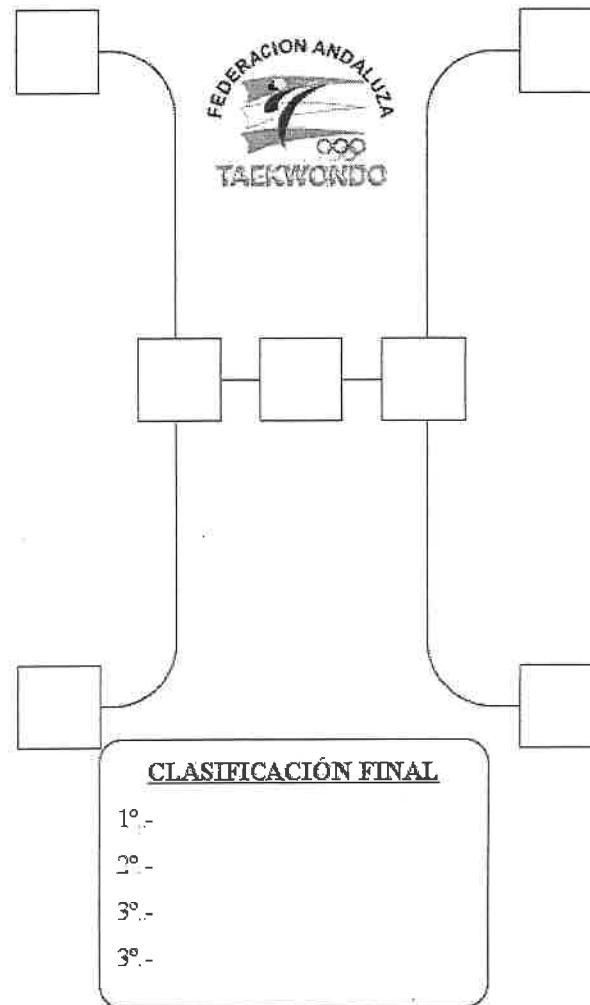 FEDERACION ANDALUZA
TAEKWONDO
CLASIFICACIÓN FINAL
1º.-
2º.-
3º.-
3º.-